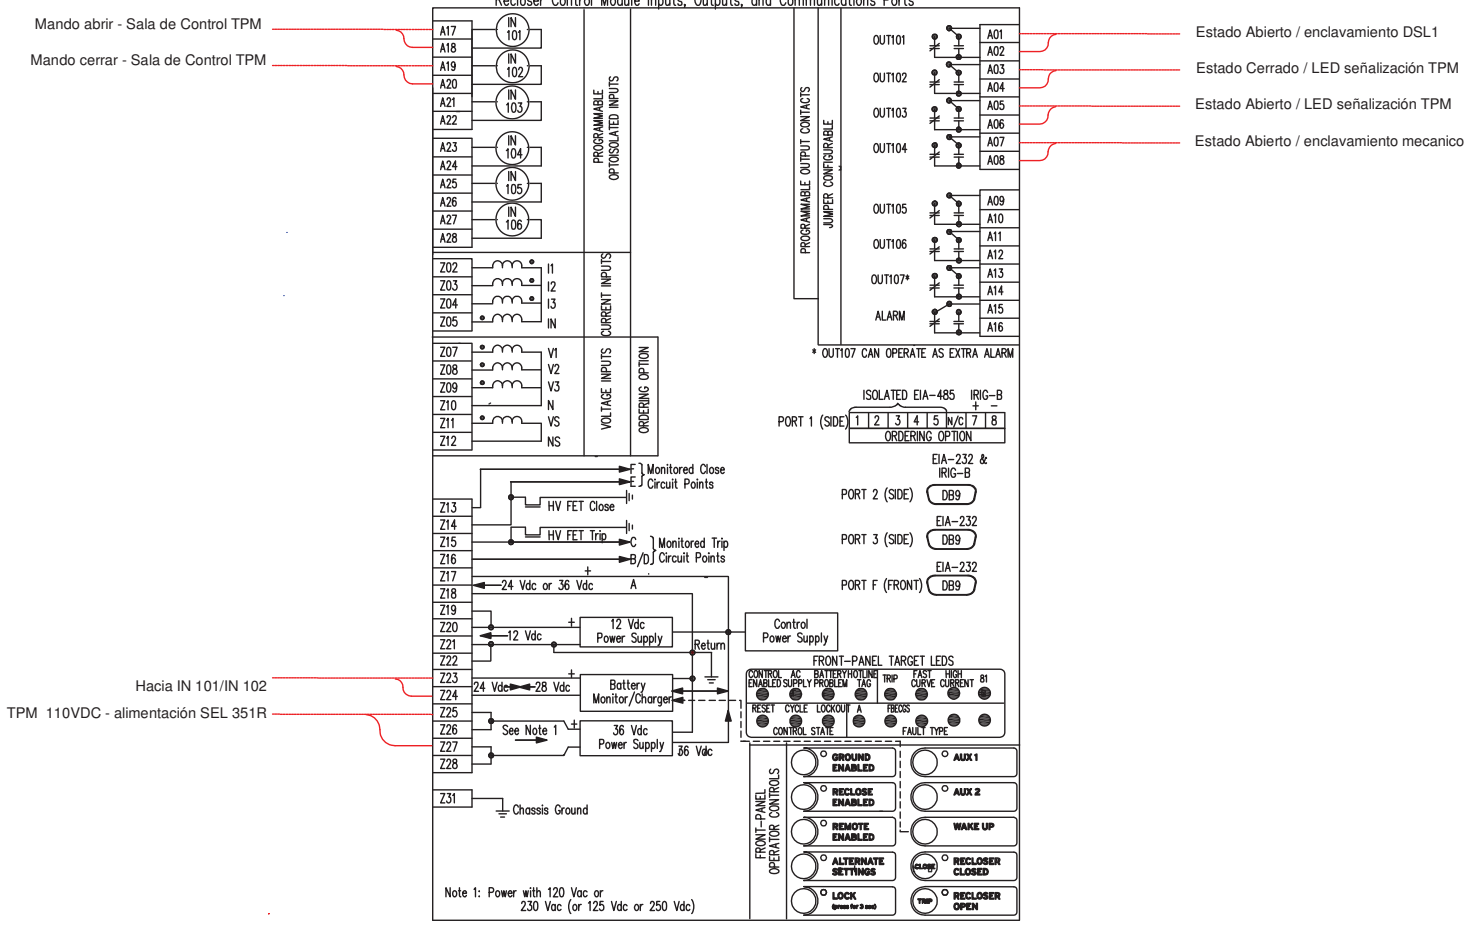 Recloser Control Module Inputs, Outputs, and Communications Ports
Mando abrir - Sala de Control TPM
Mando cerrar - Sala de Control TPM
A17
A18
A19
A20
A21
A22
A23
A24
A25
A26
A27
A28
IN 101
IN 102
IN 103
IN 104
IN 105
IN 106
PROGRAMMABLE
OPTOISOLATED INPUTS
Z02
Z03
Z04
Z05
I1
I2
I3
IN
CURRENT INPUTS
Z07
Z08
Z09
Z10
Z11
Z12
V1
V2
V3
N
VS
NS
VOLTAGE INPUTS
ORDERING OPTION
PROGRAMMABLE OUTPUT CONTACTS
JUMPER CONFIGURABLE
*
OUT101
OUT102
OUT103
OUT104
OUT105
OUT106
OUT107*
ALARM
A01
A02
A03
A04
A05
A06
A07
A08
A09
A10
A11
A12
A13
A14
A15
A16
Estado Abierto / enclavamiento DSL1
Estado Cerrado / LED señalización TPM
Estado Abierto / LED señalización TPM
Estado Abierto / enclavamiento mecanico
* OUT107 CAN OPERATE AS EXTRA ALARM
ISOLATED EIA-485 IRIG-B
+ -
PORT 1 (SIDE) 1 2 3 4 5 N/C 7 8
ORDERING OPTION
EIA-232 &
IRIG-B
PORT 2 (SIDE) DB9
EIA-232
PORT 3 (SIDE) DB9
EIA-232
PORT F (FRONT) DB9
Z13
Z14
Z15
Z16
Z17
Z18
Z19
Z20
Z21
Z22
Z23
Z24
Z25
Z26
Z27
Z28
Z31
F Monitored Close
E Circuit Points
HV FET Close
HV FET Trip
C Monitored Trip
B/D Circuit Points
+
24 Vdc or 36 Vdc A
12 Vdc
+ 12 Vdc
Power Supply
Return
Control
Power Supply
24 Vdc 28 Vdc
+ Battery
Monitor/Charger
See Note 1
+ 36 Vdc
Power Supply
36 Vdc
Chassis Ground
Hacia IN 101/IN 102
TPM 110VDC - alimentación SEL 351R
FRONT-PANEL TARGET LEDS
CONTROL ENABLED
AC SUPPLY
BATTERY PROBLEM
HOTLINE TAG
TRIP
FAST CURVE
HIGH CURRENT
81
RESET CYCLE LOCKOUT A FBECGS
CONTROL STATE FAULT TYPE
FRONT-PANEL
OPERATOR CONTROLS
GROUND
ENABLED
AUX 1
RECLOSE
ENABLED
AUX 2
REMOTE
ENABLED
WAKE UP
ALTERNATE
SETTINGS
CLOSE RECLOSER
CLOSED
LOCK
(press for 3 sec)
TRIP RECLOSER
OPEN
Note 1: Power with 120 Vac or
230 Vac (or 125 Vdc or 250 Vdc)